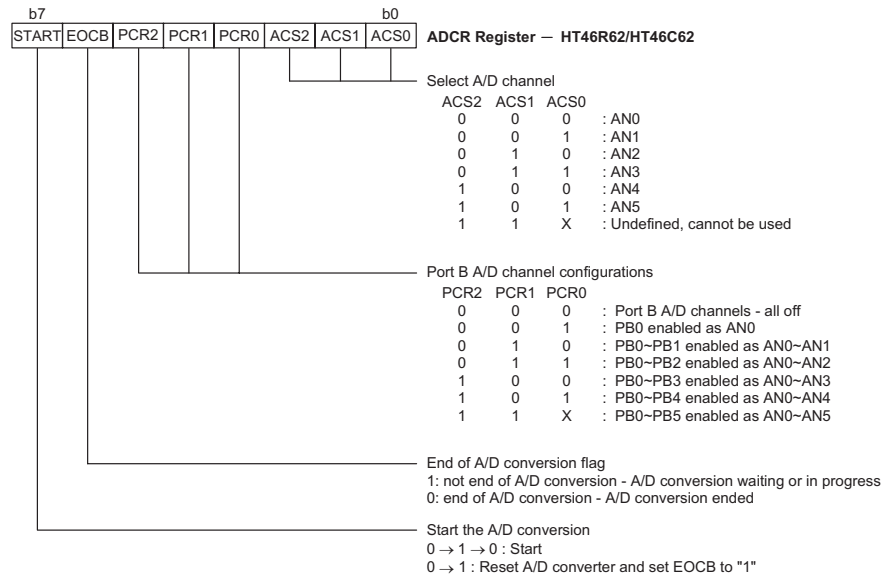 b7 b0
START EOCB PCR2 PCR1 PCR0 ACS2 ACS1 ACS0 ADCR Register — HT46R62/HT46C62
Select A/D channel
ACS2 ACS1 ACS0
0 0 0 : AN0
0 0 1 : AN1
0 1 0 : AN2
0 1 1 : AN3
1 0 0 : AN4
1 0 1 : AN5
1 1 X : Undefined, cannot be used
Port B A/D channel configurations
PCR2 PCR1 PCR0
0 0 0 : Port B A/D channels - all off
0 0 1 : PB0 enabled as AN0
0 1 0 : PB0~PB1 enabled as AN0~AN1
0 1 1 : PB0~PB2 enabled as AN0~AN2
1 0 0 : PB0~PB3 enabled as AN0~AN3
1 0 1 : PB0~PB4 enabled as AN0~AN4
1 1 X : PB0~PB5 enabled as AN0~AN5
End of A/D conversion flag
1: not end of A/D conversion - A/D conversion waiting or in progress
0: end of A/D conversion - A/D conversion ended
Start the A/D conversion
0 → 1 → 0 : Start
0 → 1 : Reset A/D converter and set EOCB to "1"